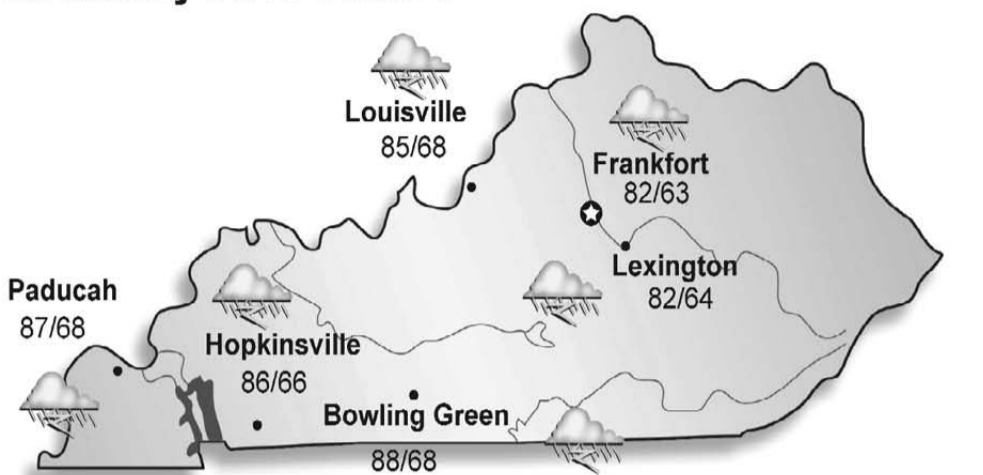 Louisville
85/68
Frankfort
82/63
Lexington
82/64
Paducah
87/68
Hopkinsville
86/66
Bowling Green
88/68